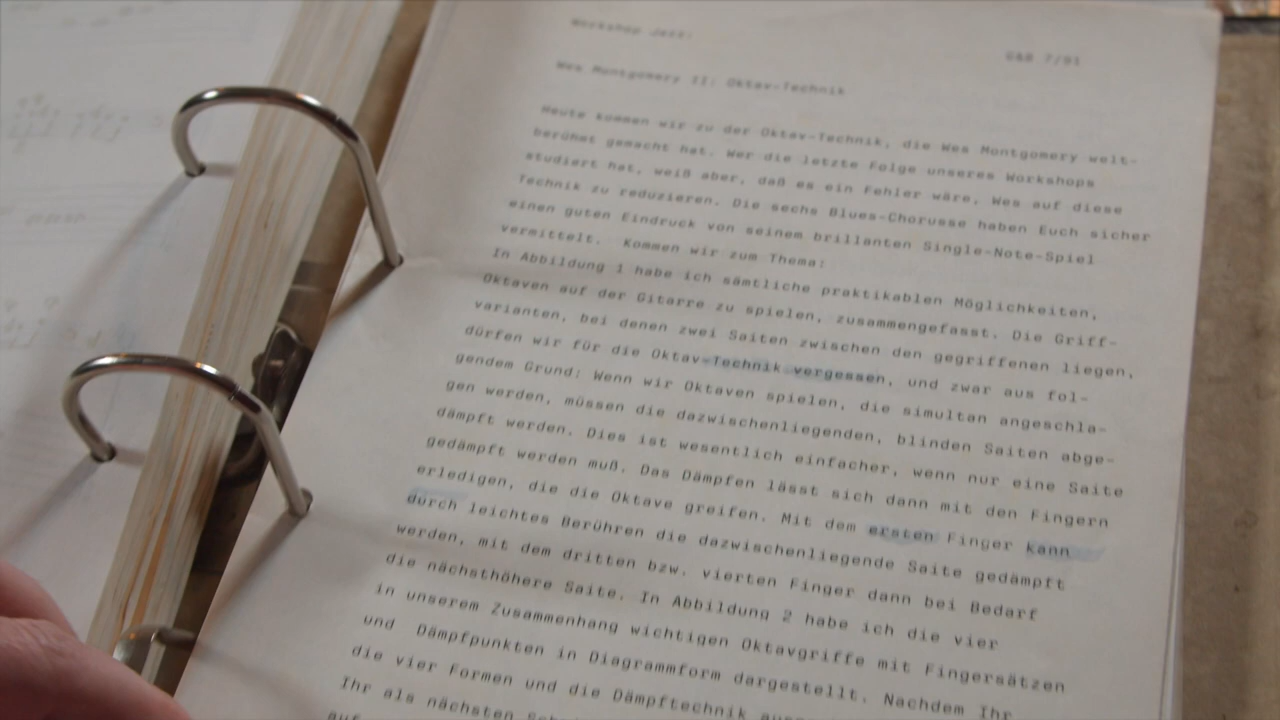 Workshop Jazz:
G&B 7/91
Wes Montgomery II: Oktav-Technik
Heute kommen wir zu der Oktav-Technik, die Wes Montgomery welt-
berühmt gemacht hat. Wer die letzte Folge unseres Workshops
studiert hat, weiß aber, daß es ein Fehler wäre, Wes auf diese
Technik zu reduzieren. Die sechs Blues-Chorusse haben Euch sicher
einen guten Eindruck von seinem brillanten Single-Note-Spiel
vermittelt. Kommen wir zum Thema:
In Abbildung 1 habe ich sämtliche praktikablen Möglichkeiten,
Oktaven auf der Gitarre zu spielen, zusammengefasst. Die Griff-
varianten, bei denen zwei Saiten zwischen den gegriffenen liegen,
dürfen wir für die Oktav-Technik vergessen, und zwar aus fol-
gendem Grund: Wenn wir Oktaven spielen, die simultan angeschla-
gen werden, müssen die dazwischenliegenden, blinden Saiten abge-
dämpft werden. Dies ist wesentlich einfacher, wenn nur eine Saite
gedämpft werden muß. Das Dämpfen lässt sich dann mit den Fingern
erledigen, die die Oktave greifen. Mit dem ersten Finger kann
durch leichtes Berühren die dazwischenliegende Saite gedämpft
werden, mit dem dritten bzw. vierten Finger dann bei Bedarf
die nächsthöhere Saite. In Abbildung 2 habe ich die vier
in unserem Zusammenhang wichtigen Oktavgriffe mit Fingersätzen
und Dämpfpunkten in Diagrammform dargestellt. Nachdem Ihr
die vier Formen und die Dämpftechnik
Ihr als nächsten
auf